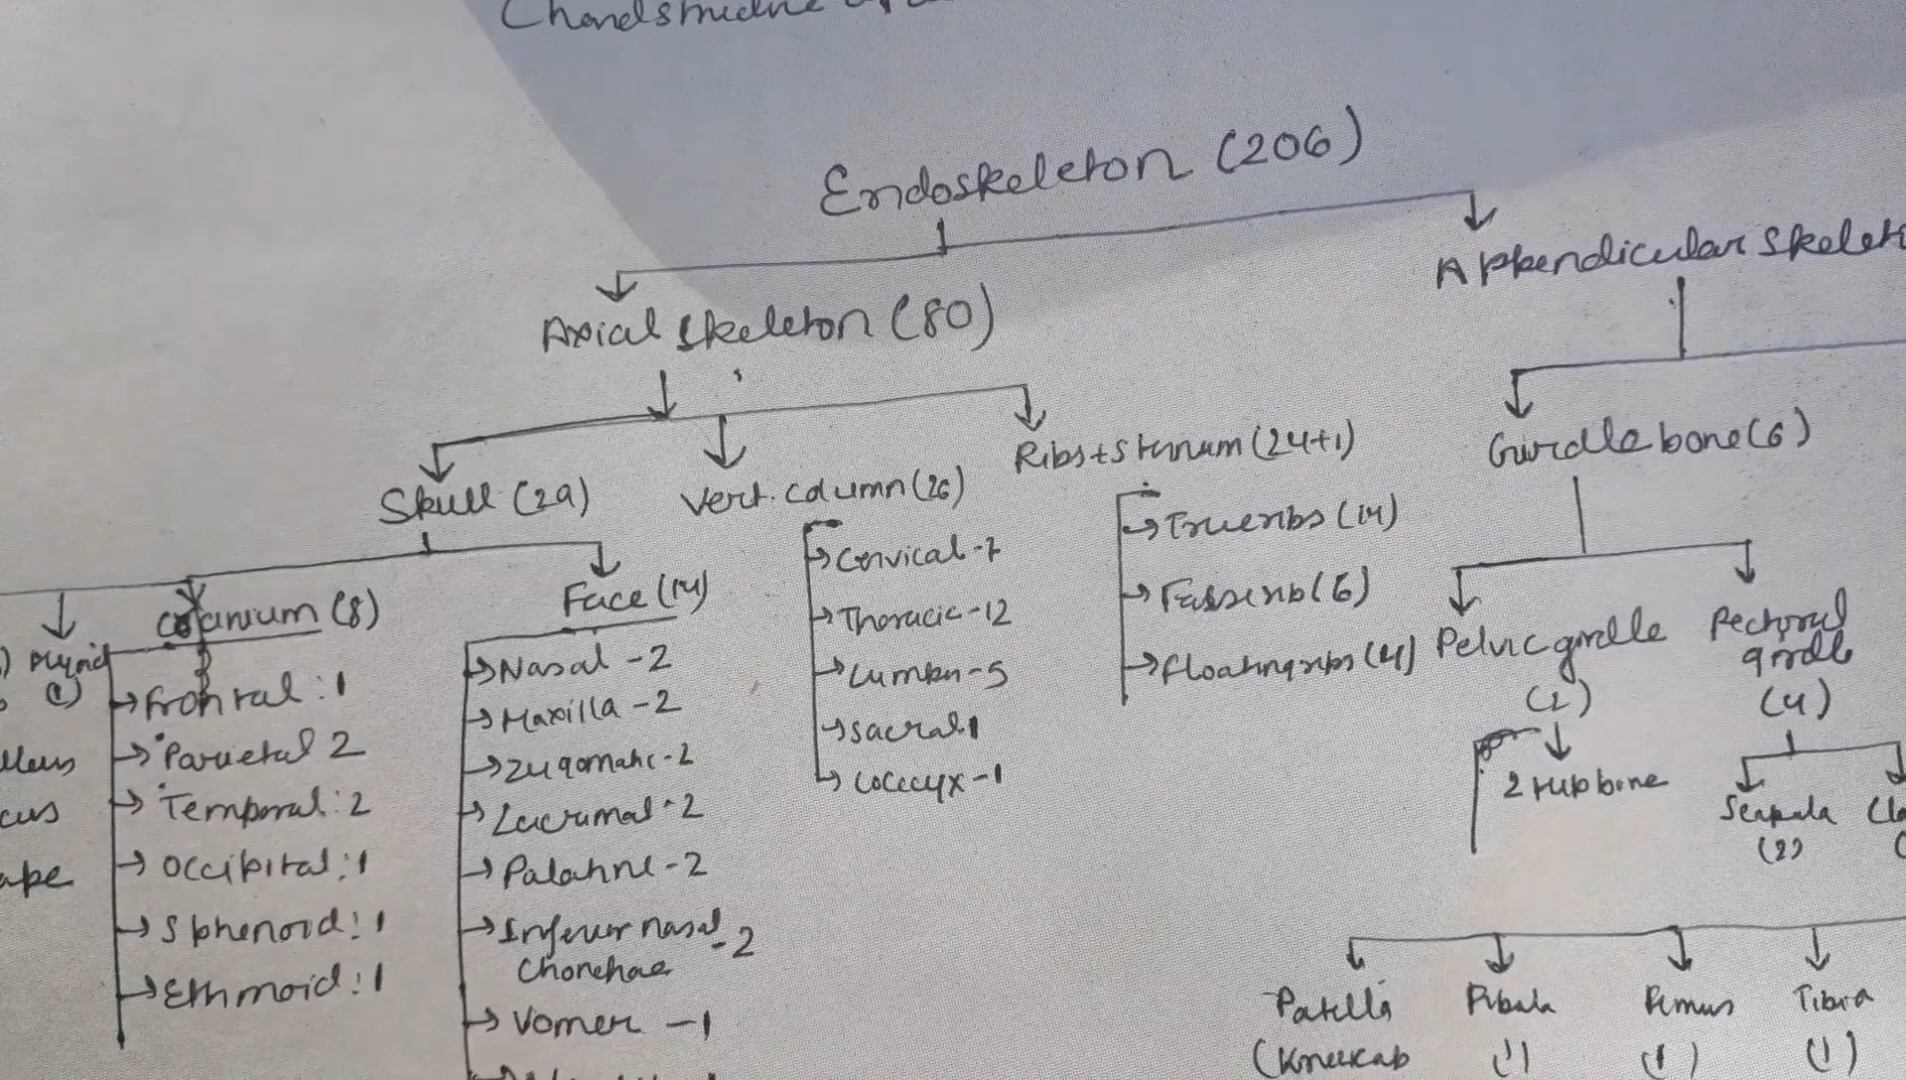 Endoskeleton (206)
Axial skeleton (80)
Appendicular skelet
Skull (29)
Vert. column (26)
Ribs + Sternum (24+1)
Girdle bone (6)
cranium (8)
Face (14)
Frontal : 1
Parietal 2
Temporal : 2
Occipital : 1
Sphenoid : 1
Ethmoid : 1
Nasal - 2
Maxilla - 2
Zygomatic - 2
Lacrimal - 2
Palatine - 2
Inferior nasal - 2
Chonchae
Vomer - 1
Cervical - 7
Thoracic - 12
Lumber - 5
Sacral 1
Coccyx - 1
True ribs (14)
False rib (6)
Floating ribs (4)
Pelvic girdle
(2)
2 hip bone
Pectoral
girdle
(4)
Scapula
(2)
Patella
(Kneecap
Fibula
(1)
Femur
(1)
Tibia
(1)